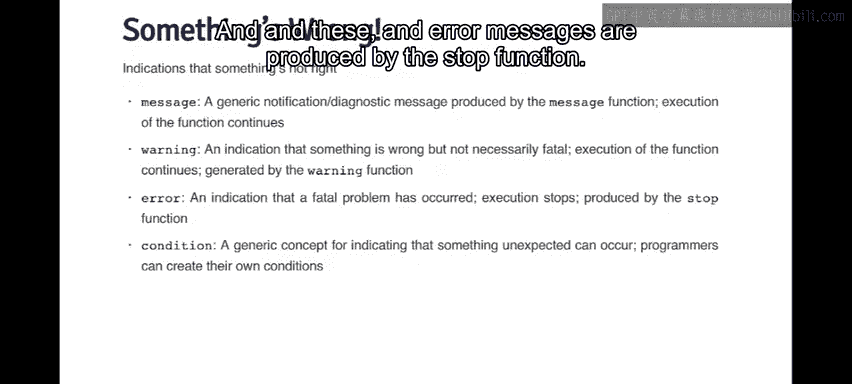 Something's Wrong!
And and these, and error messages are
produced by the stop function.
Indications that something's not right
· message: A generic notification/diagnostic message produced by the message function; execution
of the function continues
· warning: An indication that something is wrong but not necessarily fatal; execution of the function
continues; generated by the warning function
· error: An indication that a fatal problem has occurred; execution stops; produced by the stop
function
· condition: A generic concept for indicating that something unexpected can occur; programmers
can create their own conditions